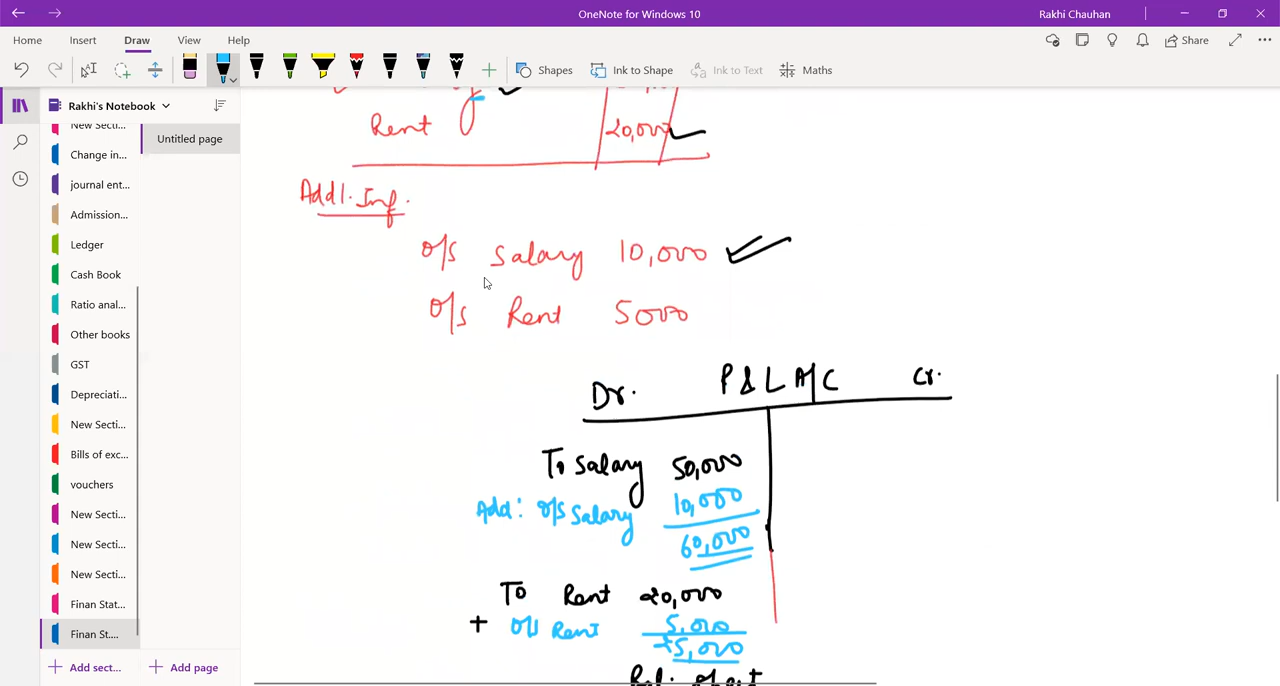 OneNote for Windows 10
Rakhi Chauhan
Home Insert Draw View Help
Share
Shapes
Ink to Shape
Ink to Text
Maths
Rakhi's Notebook
New Secti...
Change in...
journal ent...
Admission...
Ledger
Cash Book
Ratio anal...
Other books
GST
Depreciati...
New Secti...
Bills of exc...
vouchers
New Secti...
New Secti...
New Secti...
Finan Stat...
Finan St....
Add sect...
Untitled page
Add page
Rent 20,000
Addl. Inf.
O/S Salary 10,000
O/S Rent 5000
Dr. P & L A/C Cr.
To Salary 50,000
Add: O/S Salary 10,000
60,000
To Rent 20,000
+ O/S Rent 5,000
5,000
Bal. Sheet